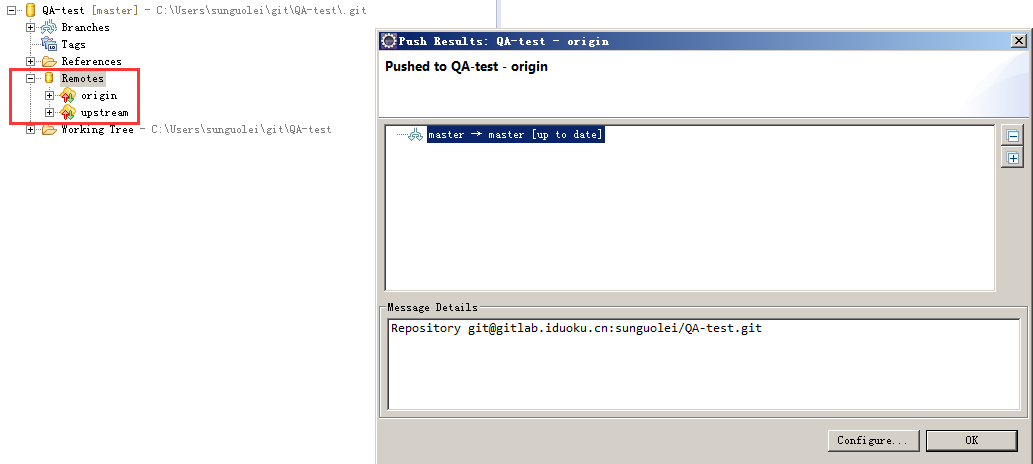 QA-test [master] - C:\Users\sunguolei\git\QA-test\.git
Branches
Tags
References
Remotes
origin
upstream
Working Tree - C:\Users\sunguolei\git\QA-test
Push Results: QA-test - origin
Pushed to QA-test - origin
master → master [up to date]
Message Details
Repository git@gitlab.iduoku.cn:sunguolei/QA-test.git
Configure...
OK